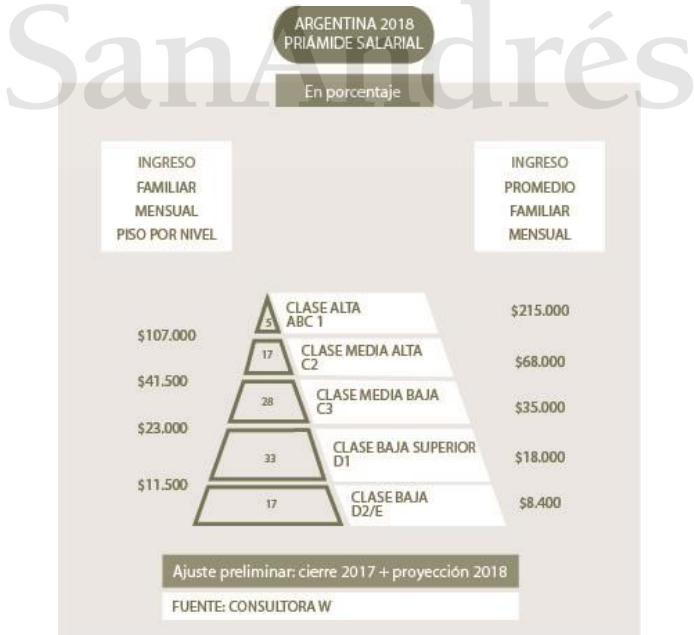 SanAndrés
ARGENTINA 2018
PRIÁMIDE SALARIAL
En porcentaje
INGRESO
FAMILIAR
MENSUAL
PISO POR NIVEL
INGRESO
PROMEDIO
FAMILIAR
MENSUAL
5
CLASE ALTA
ABC 1
$215.000
$107.000
17
CLASE MEDIA ALTA
C2
$68.000
$41.500
28
CLASE MEDIA BAJA
C3
$35.000
$23.000
33
CLASE BAJA SUPERIOR
D1
$18.000
$11.500
17
CLASE BAJA
D2/E
$8.400
Ajuste preliminar: cierre 2017 + proyección 2018
FUENTE: CONSULTORA W